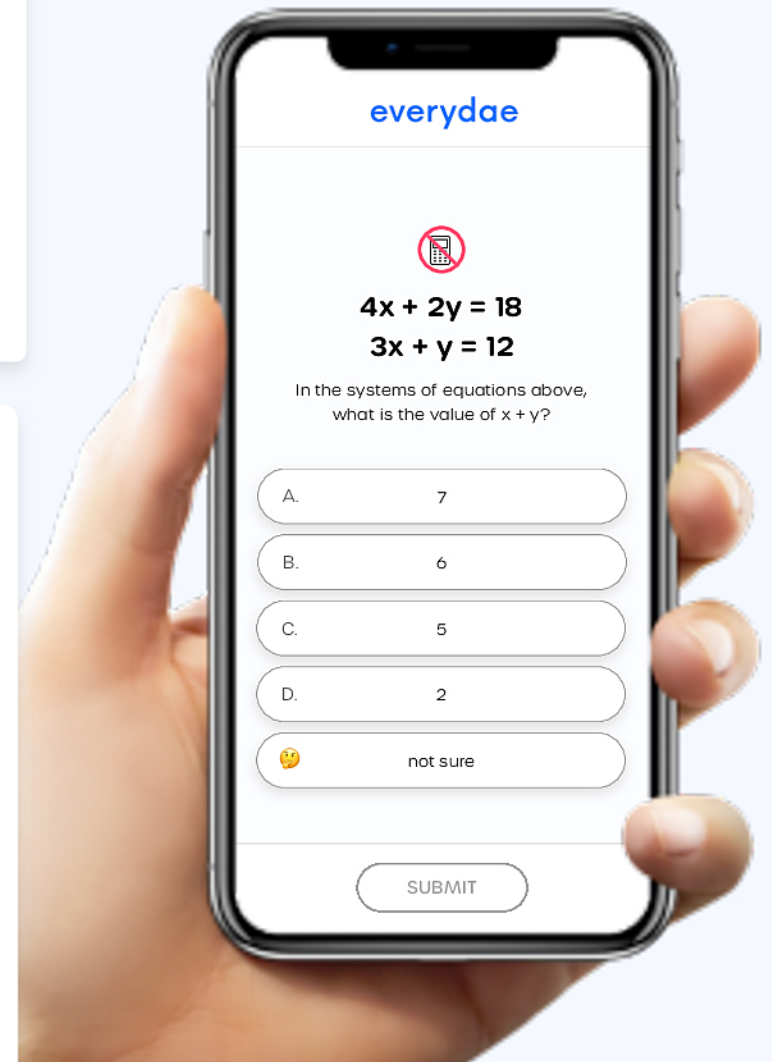 everydae
4x + 2y = 18
3x + y = 12
In the systems of equations above,
what is the value of x + y?
A. 7
B. 6
C. 5
D. 2
not sure
SUBMIT